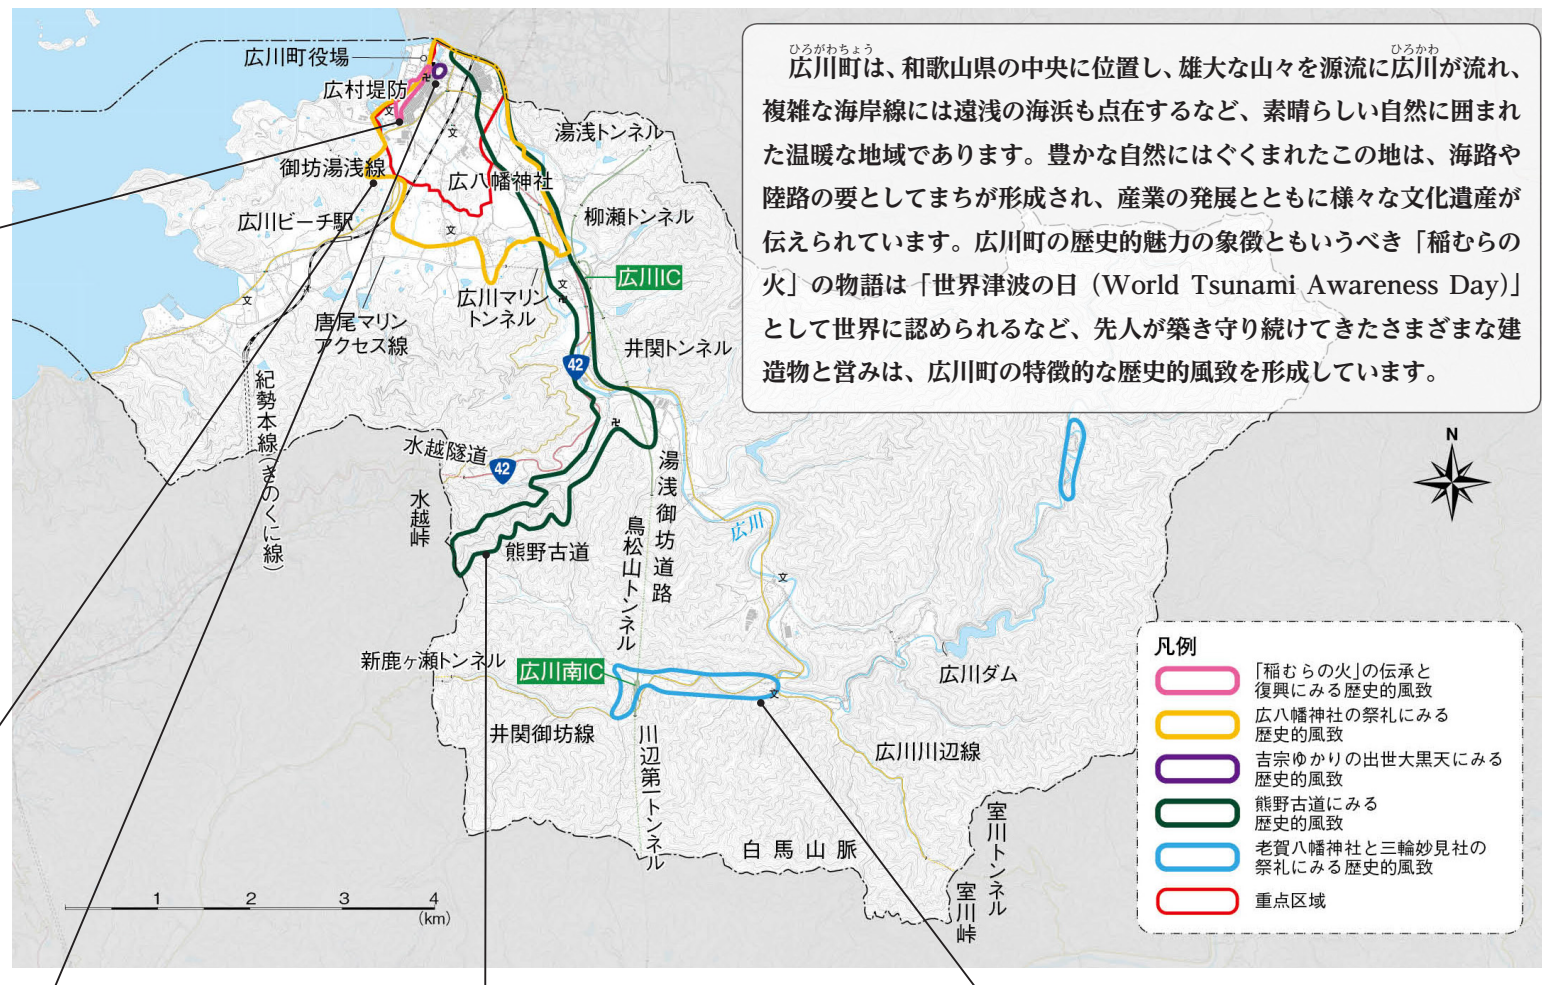 ひろがわちょう
ひろかわ
広川町は、和歌山県の中央に位置し、雄大な山々を源流に広川が流れ、
複雑な海岸線には遠浅の海浜も点在するなど、素晴らしい自然に囲まれ
た温暖な地域であります。豊かな自然にはぐくまれたこの地は、海路や
陸路の要としてまちが形成され、産業の発展とともに様々な文化遺産が
伝えられています。広川町の歴史的魅力の象徴ともいうべき「稲むらの
火」の物語は「世界津波の日（World Tsunami Awareness Day）」
として世界に認められるなど、先人が築き守り続けてきたさまざまな建
造物と営みは、広川町の特徴的な歴史的風致を形成しています。
広川町役場
広村堤防
湯浅トンネル
御坊湯浅線
広八幡神社
広川ビーチ駅
柳瀬トンネル
広川IC
広川マリン
トンネル
唐尾マリン
アクセス線
井関トンネル
42
紀勢本線（きのくに線）
水越隧道
42
水越峠
湯浅御坊道路
鳥松山トンネル
広川
熊野古道
N
新鹿ヶ瀬トンネル
広川南IC
広川ダム
井関御坊線
川辺第一トンネル
広川川辺線
白馬山脈
室川トンネル
室川峠
1 2 3 4
(km)
凡例
「稲むらの火」の伝承と
復興にみる歴史的風致
広八幡神社の祭礼にみる
歴史的風致
吉宗ゆかりの出世大黒天にみる
歴史的風致
熊野古道にみる
歴史的風致
老賀八幡神社と三輪妙見社の
祭礼にみる歴史的風致
重点区域